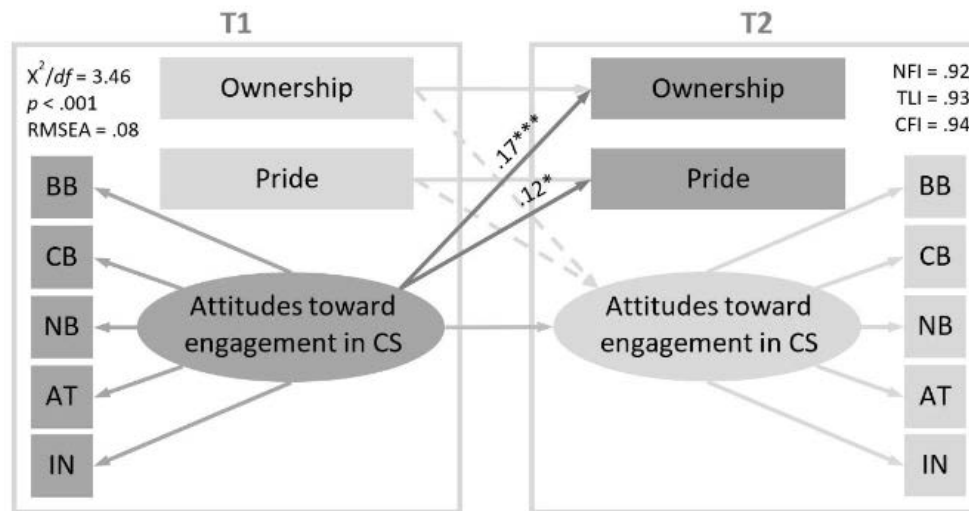 T1
T2
X²/df = 3.46
p < .001
RMSEA = .08
Ownership
Pride
BB
CB
NB
AT
IN
Attitudes toward
engagement in CS
.17***
.12*
Ownership
Pride
NFI = .92
TLI = .93
CFI = .94
Attitudes toward
engagement in CS
BB
CB
NB
AT
IN